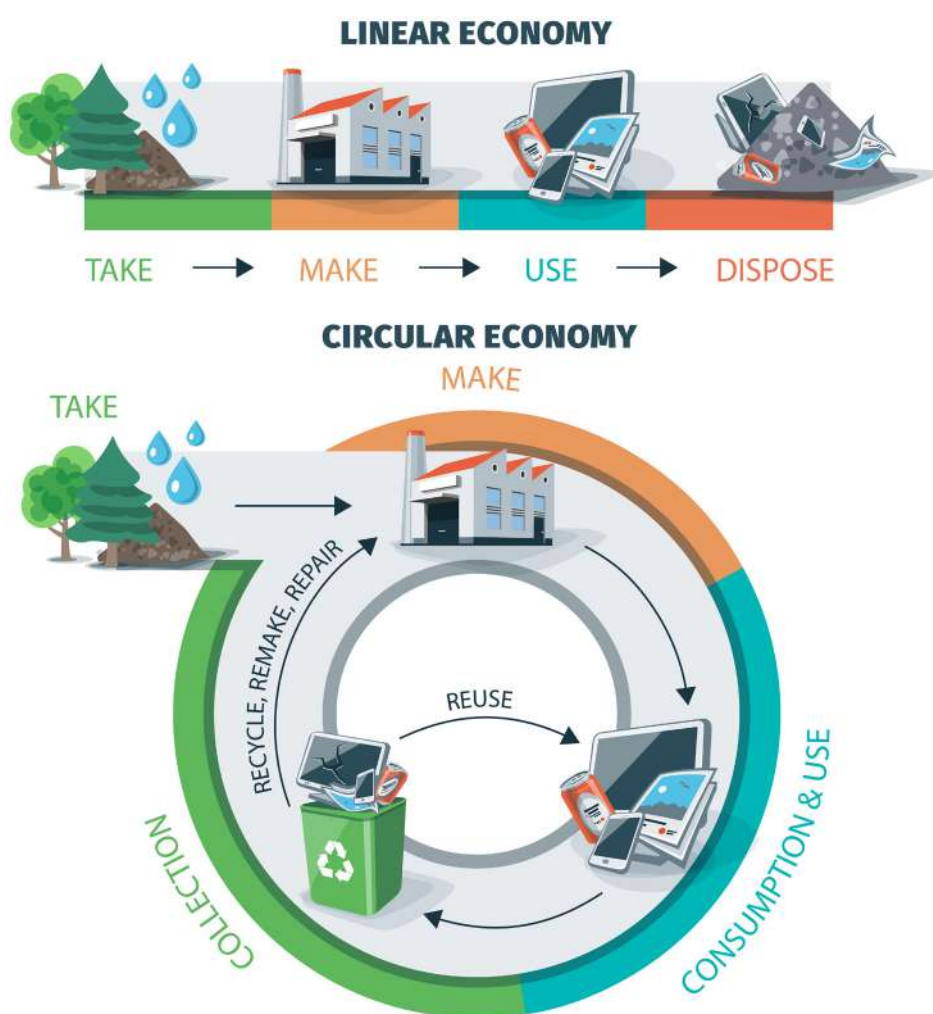 LINEAR ECONOMY
TAKE
MAKE
USE
DISPOSE
CIRCULAR ECONOMY
MAKE
TAKE
RECYCLE, REMAKE, REPAIR
REUSE
COLLECTION
CONSUMPTION & USE